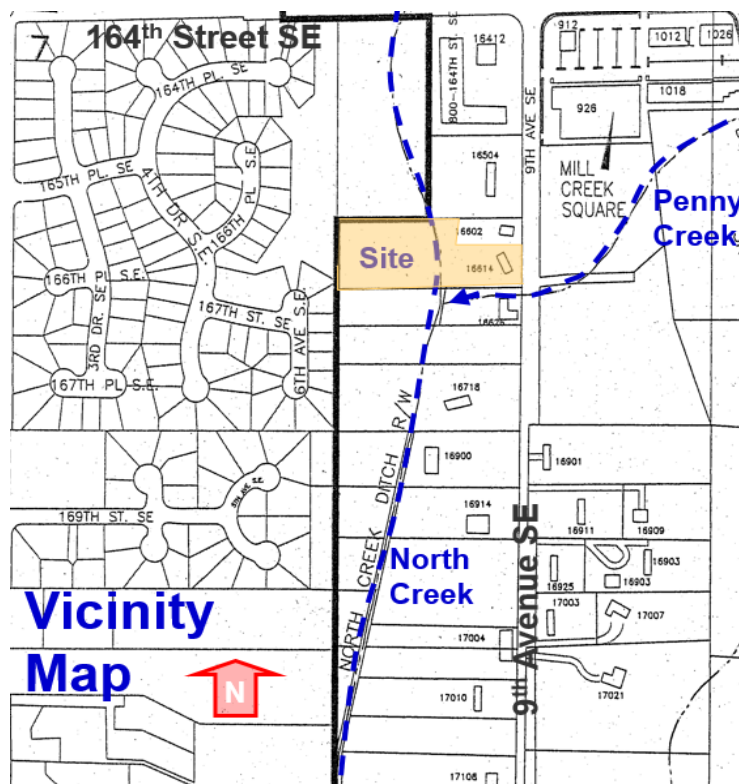 7
164th Street SE
164TH PL. SE
165TH PL. SE
4TH DR S.E.
166TH PL S.E.
166TH PL S.E.
3RD DR. SE
167TH ST. SE
6TH AVE S.E.
167TH PL S.E.
169TH ST. SE
5TH AVE S.E.
800-164TH ST. SE
16412
9TH AVE SE
912
1012
1026
926
1018
MILL
CREEK
SQUARE
Penny
Creek
16504
16602
Site
16614
16626
16718
NORTH CREEK DITCH R/W
16900
16901
16914
16911
16909
North
Creek
9th Avenue SE
16903
16925
16903
17003
17007
17004
17021
17010
17108
Vicinity
Map
N